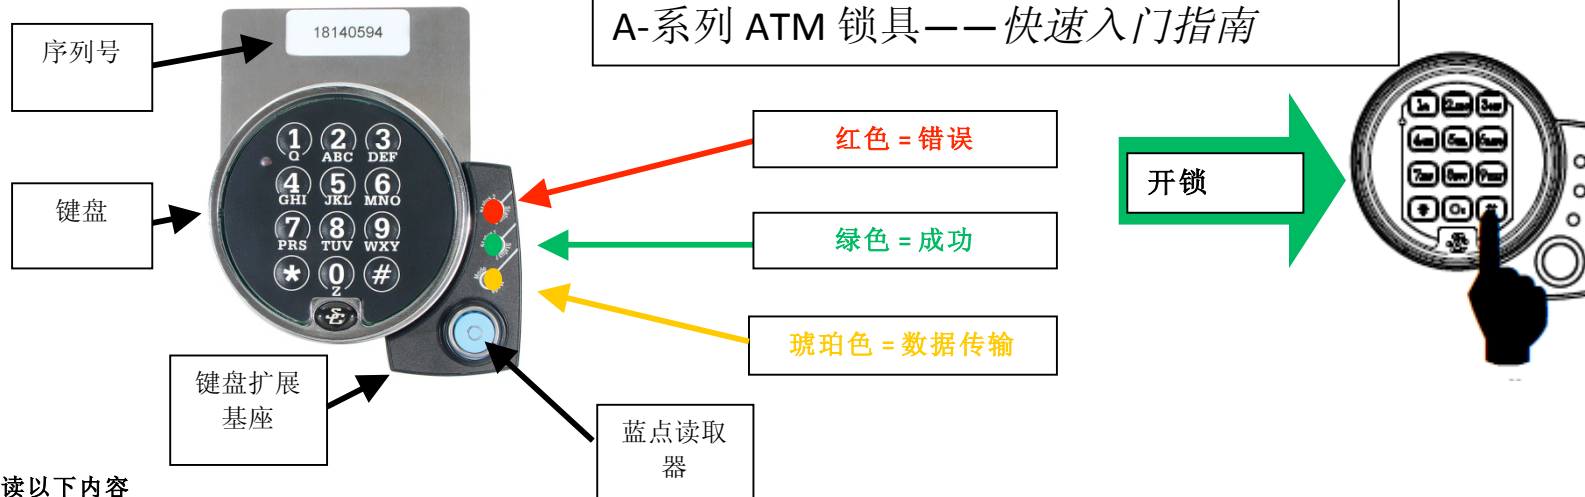 A-系列 ATM 锁具——快速入门指南
序列号
18140594
红色 = 错误
键盘
绿色 = 成功
开锁
琥珀色 = 数据传输
键盘扩展
基座
蓝点读取
器
1 2 3
Q ABC DEF
4 5 6
GHI JKL MNO
7 8 9
PRS TUV WXY
* 0 #
Z
读以下内容